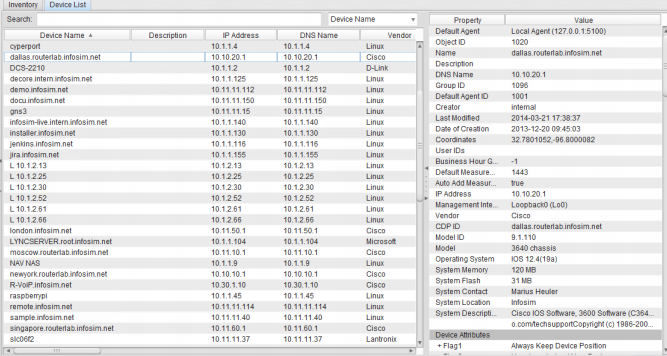 Inventory Device List
Search: Device Name
Device Name Description IP Address DNS Name Vendor
cyperport 10.1.1.4 10.1.1.4 Linux
dallas.routerlab.infosim.net 10.10.20.1 10.10.20.1 Cisco
DCS-2210 10.1.1.2 10.1.1.2 D-Link
decore.intern.infosim.net 10.1.1.125 10.1.1.125 Linux
demo.infosim.net 10.11.11.112 10.11.11.112 Linux
docu.infosim.net 10.11.11.150 10.11.11.150 Linux
gns3 10.11.11.15 10.11.11.15 Linux
infosim-live.intern.infosim.net 10.1.1.140 10.1.1.140 Linux
installer.infosim.net 10.1.1.130 10.1.1.130 Linux
jenkins.infosim.net 10.1.1.116 10.1.1.116 Linux
jira.infosim.net 10.1.1.155 10.1.1.155 Linux
L 10.1.2.13 10.1.2.13 10.1.2.13 Linux
L 10.1.2.25 10.1.2.25 10.1.2.25 Linux
L 10.1.2.30 10.1.2.30 10.1.2.30 Linux
L 10.1.2.52 10.1.2.52 10.1.2.52 Linux
L 10.1.2.61 10.1.2.61 10.1.2.61 Linux
L 10.1.2.66 10.1.2.66 10.1.2.66 Linux
london.infosim.net 10.11.50.1 10.11.50.1 Cisco
LYNCSERVER.root.infosim.net 10.1.1.104 10.1.1.104 Microsoft
moscow.routerlab.infosim.net 10.11.10.1 10.11.10.1 Cisco
NAV NAS 10.1.1.9 10.1.1.9 Linux
newyork.routerlab.infosim.net 10.10.10.1 10.10.10.1 Cisco
R-VoIP.infosim.net 10.30.1.10 10.30.1.10 Cisco
raspberrypi 10.1.1.45 10.1.1.45 Linux
remote.infosim.net 10.11.11.114 10.11.11.114 Linux
sample.infosim.net 10.1.11.40 10.1.11.40 Linux
singapore.routerlab.infosim.net 10.11.60.1 10.11.60.1 Cisco
slc06f2 10.11.11.37 10.11.11.37 Lantronix
Property Value
Default Agent Local Agent (127.0.0.1:5100)
Object ID 1020
Name dallas.routerlab.infosim.net
Description
DNS Name 10.10.20.1
Group ID 1096
Default Agent ID 1001
Creator internal
Last Modified 2014-03-21 17:38:37
Date of Creation 2013-12-20 09:45:03
Coordinates 32.7801052,-96.8000082
User IDs
Business Hour G... -1
Default Measure... 1443
Auto Add Measur... true
IP Address 10.10.20.1
Management Inte... Loopback0 (Lo0)
Vendor Cisco
CDP ID dallas.routerlab.infosim.net
Model ID 9.1.110
Model 3640 chassis
Operating System IOS 12.4(19a)
System Memory 120 MB
System Flash 31 MB
System Contact Marius Heuler
System Location Infosim
System Descripti... Cisco IOS Software, 3600 Software (C364...
o.com/techsupportCopyright (c) 1986-200...
Device Attributes
+ Flag1 Always Keep Device Position